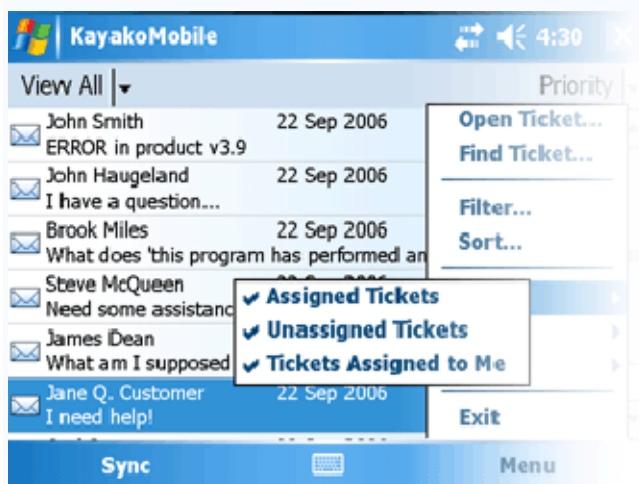 KayakoMobile 4:30
View All Priority
John Smith 22 Sep 2006
ERROR in product v3.9
John Haugeland 22 Sep 2006
I have a question...
Brook Miles 22 Sep 2006
What does 'this program has performed an
Steve McQueen
Need some assistanc
James Dean
What am I supposed
Jane Q. Customer 22 Sep 2006
I need help!
Open Ticket...
Find Ticket...
Filter...
Sort...
Assigned Tickets
Unassigned Tickets
Tickets Assigned to Me
Exit
Sync Menu